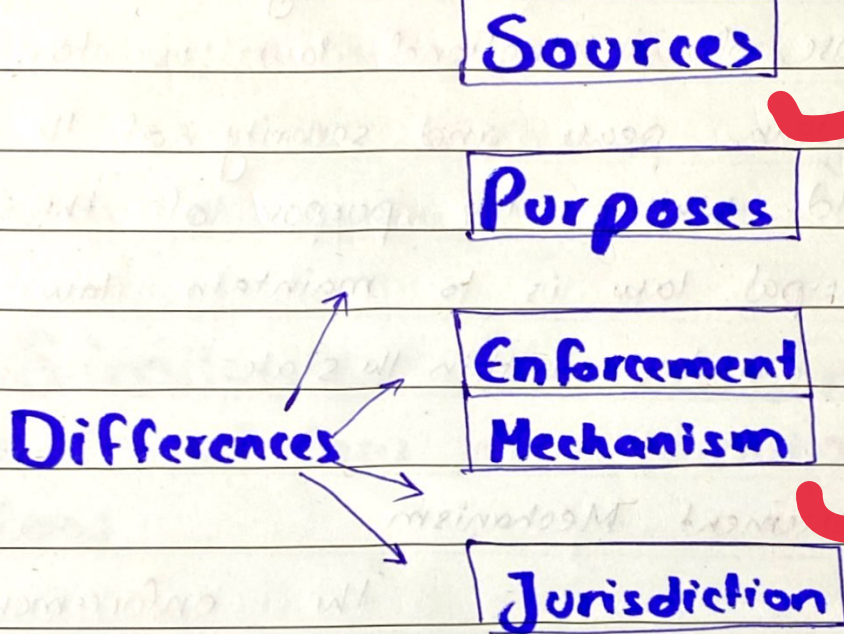 Sources
Purposes
Enforcement
Mechanism
Differences
Jurisdiction